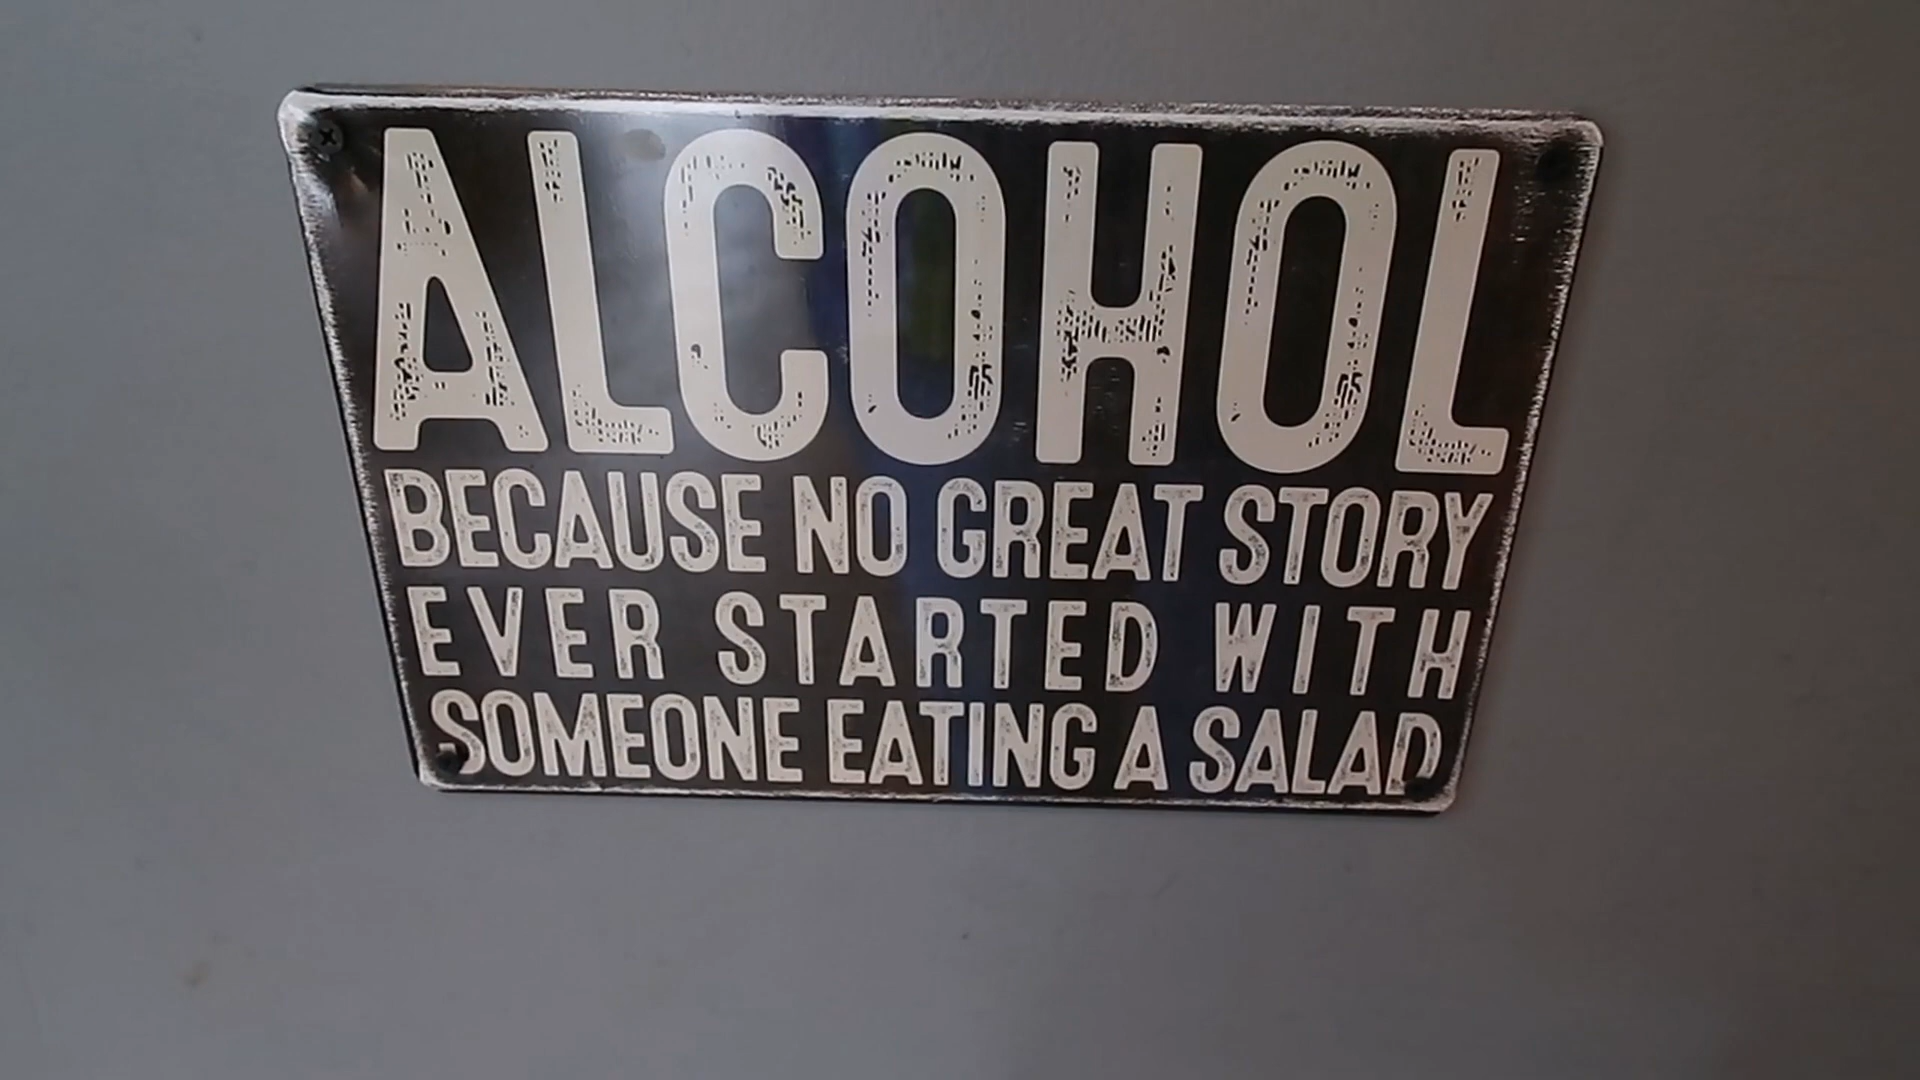 ALCOHOL
BECAUSE NO GREAT STORY
EVER STARTED WITH
SOMEONE EATING A SALAD